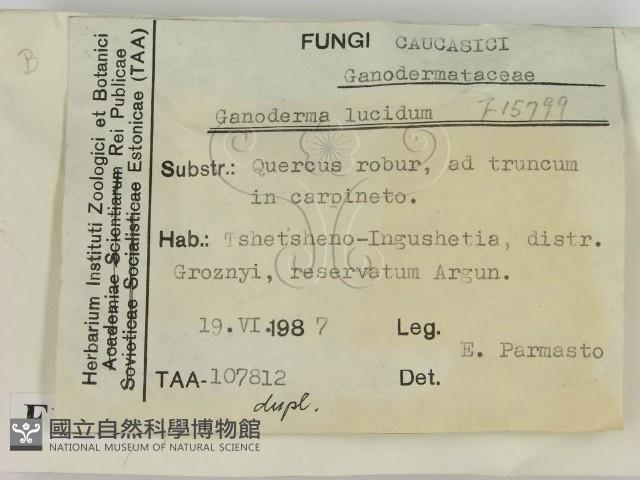 B
FUNGI CAUCASICI
Ganodermataceae
Ganoderma lucidum F15799
Substr.: Quercus robur, ad truncum
in carpineto.
Hab.: Tshetsheno-Ingushetia, distr.
Groznyi, reservatum Argun.
19.VI.1987 Leg.
E. Parmasto
TAA-107812 Det.
dupl.
Herbarium Instituti Zoologici et Botanici
Academiae Scientiarum Rei Publicae
Sovieticae Socialisticae Estonicae (TAA)
國立自然科學博物館
NATIONAL MUSEUM OF NATURAL SCIENCE